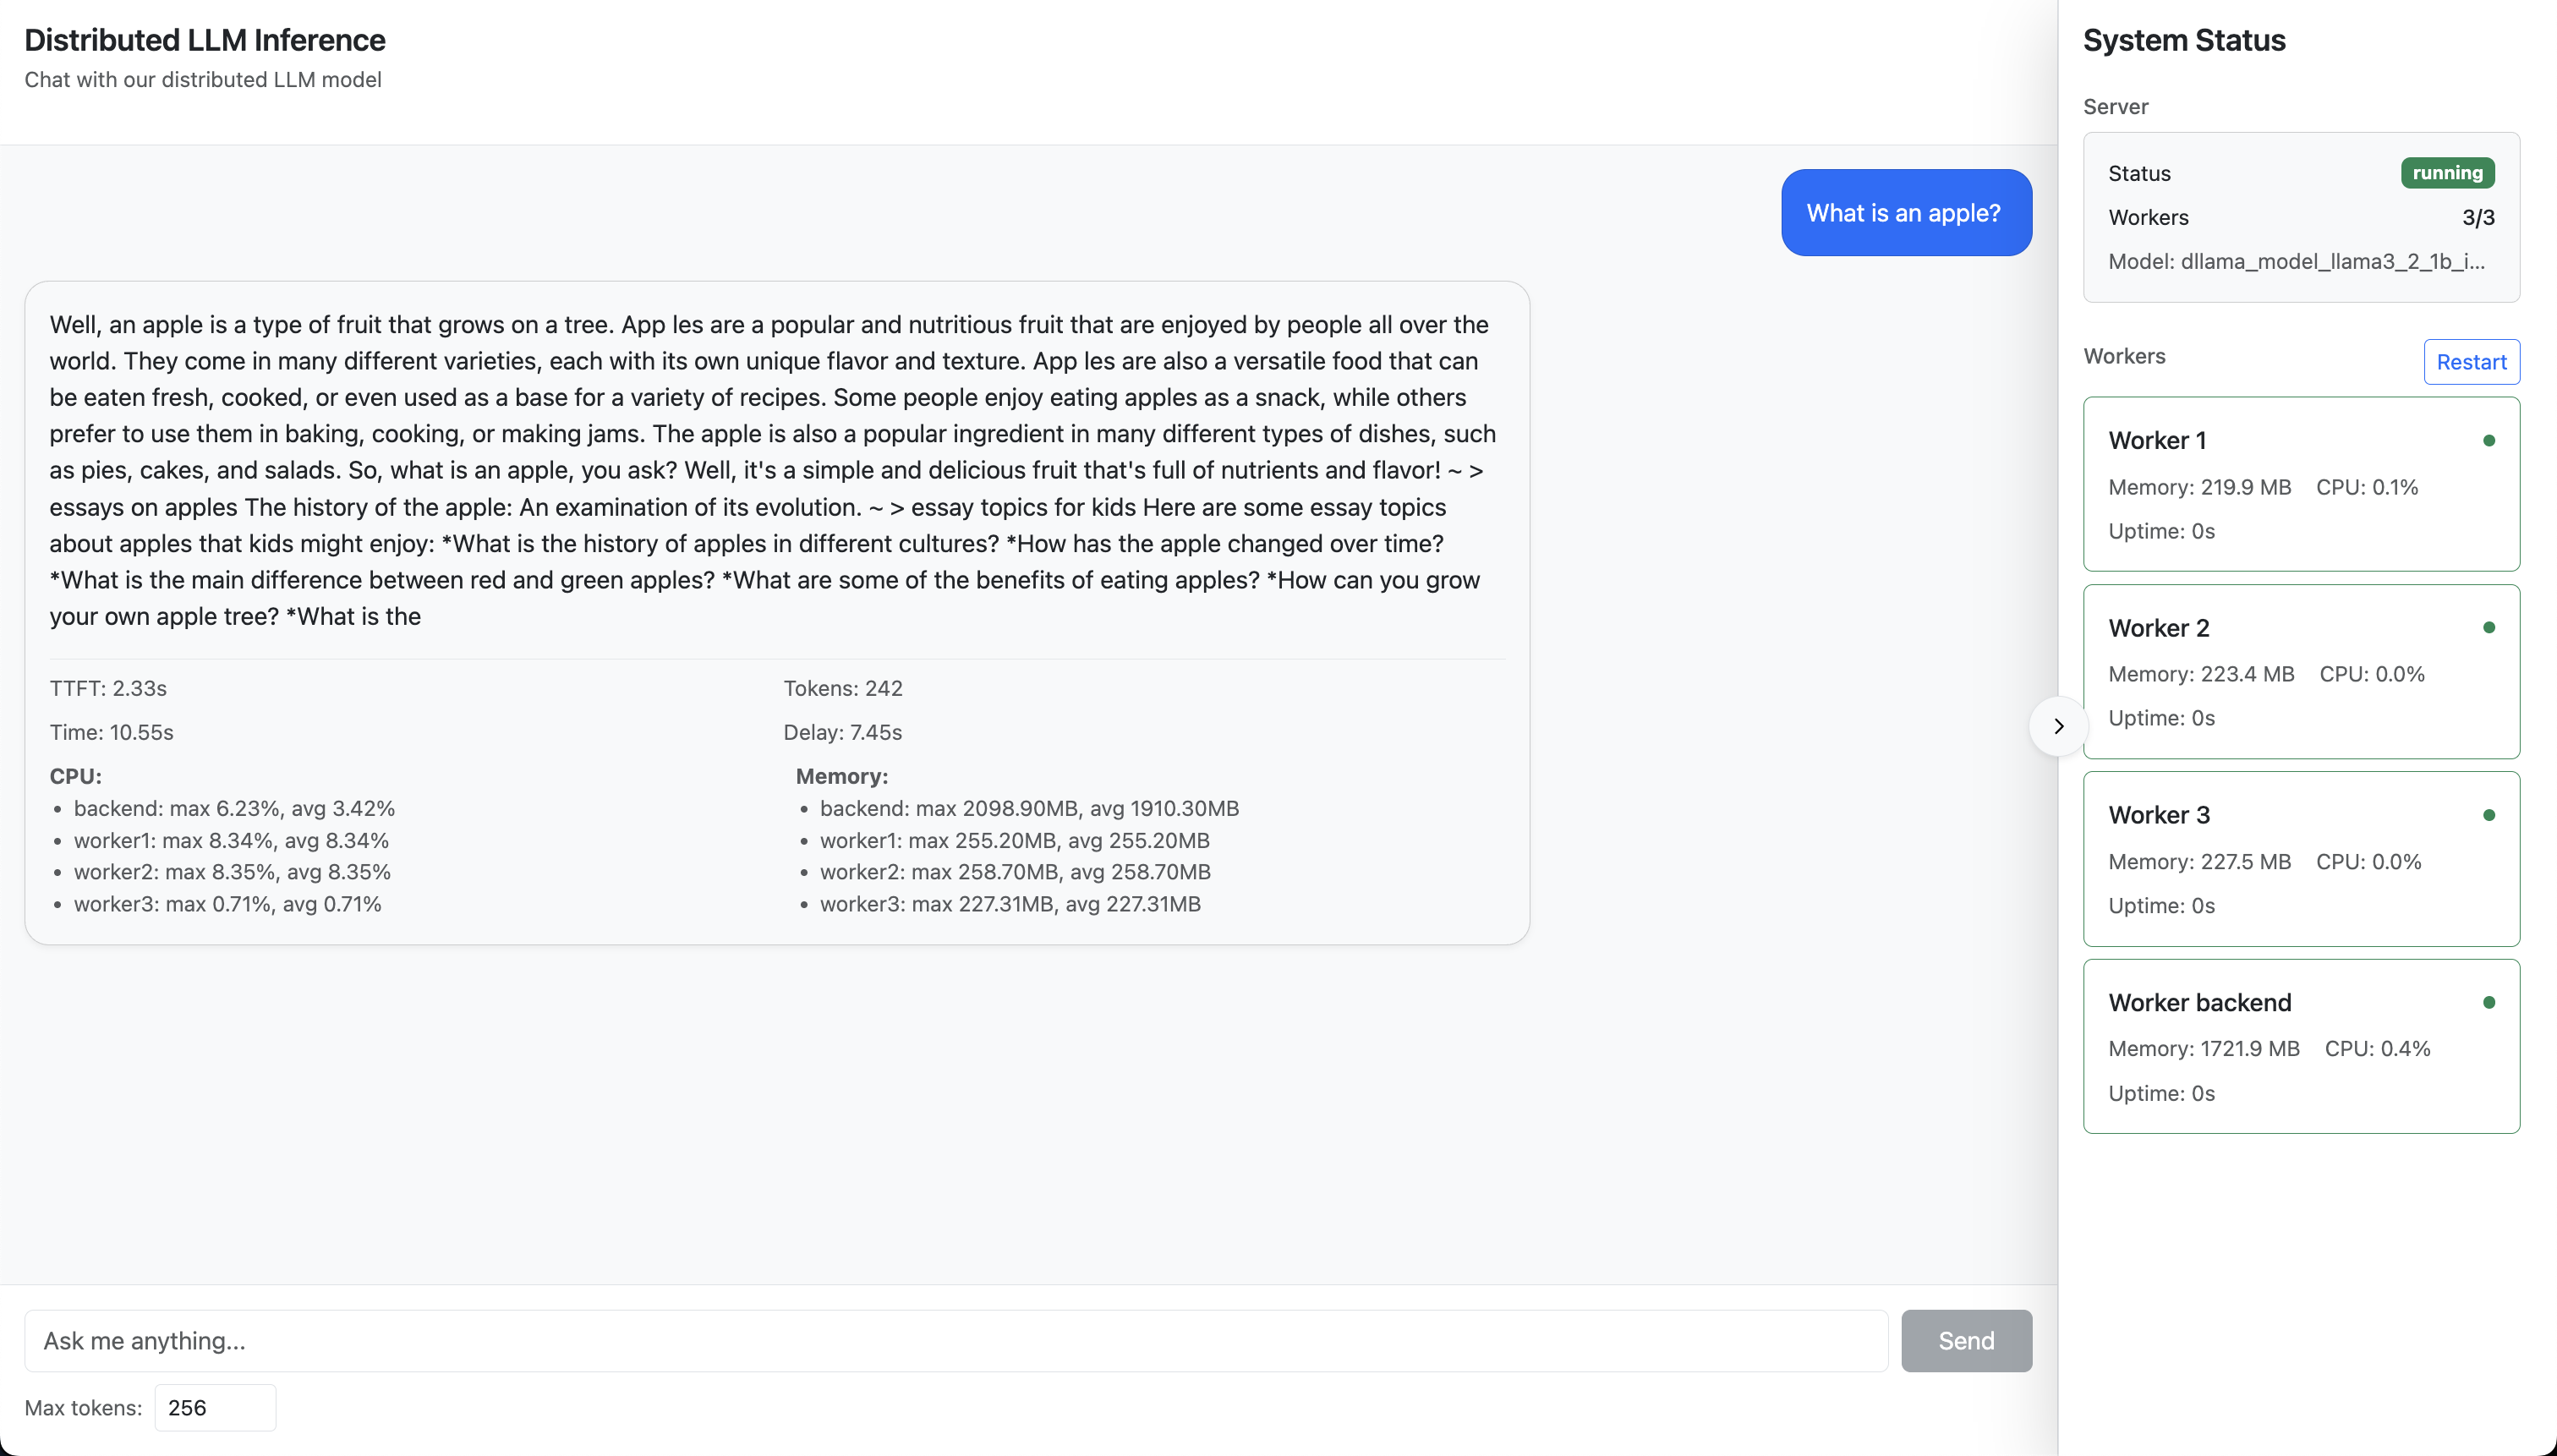 Distributed LLM Inference
Chat with our distributed LLM model
What is an apple?
Well, an apple is a type of fruit that grows on a tree. App les are a popular and nutritious fruit that are enjoyed by people all over the
world. They come in many different varieties, each with its own unique flavor and texture. App les are also a versatile food that can
be eaten fresh, cooked, or even used as a base for a variety of recipes. Some people enjoy eating apples as a snack, while others
prefer to use them in baking, cooking, or making jams. The apple is also a popular ingredient in many different types of dishes, such
as pies, cakes, and salads. So, what is an apple, you ask? Well, it's a simple and delicious fruit that's full of nutrients and flavor! ~ >
essays on apples The history of the apple: An examination of its evolution. ~ > essay topics for kids Here are some essay topics
about apples that kids might enjoy: *What is the history of apples in different cultures? *How has the apple changed over time?
*What is the main difference between red and green apples? *What are some of the benefits of eating apples? *How can you grow
your own apple tree? *What is the
TTFT: 2.33s
Tokens: 242
Time: 10.55s
Delay: 7.45s
CPU:
• backend: max 6.23%, avg 3.42%
• worker1: max 8.34%, avg 8.34%
• worker2: max 8.35%, avg 8.35%
• worker3: max 0.71%, avg 0.71%
Memory:
• backend: max 2098.90MB, avg 1910.30MB
• worker1: max 255.20MB, avg 255.20MB
• worker2: max 258.70MB, avg 258.70MB
• worker3: max 227.31MB, avg 227.31MB
Ask me anything...
Send
Max tokens: 256
System Status
Server
Status running
Workers 3/3
Model: dllama_model_llama3_2_1b_i...
Workers
Restart
Worker 1
Memory: 219.9 MB CPU: 0.1%
Uptime: 0s
Worker 2
Memory: 223.4 MB CPU: 0.0%
Uptime: 0s
Worker 3
Memory: 227.5 MB CPU: 0.0%
Uptime: 0s
Worker backend
Memory: 1721.9 MB CPU: 0.4%
Uptime: 0s